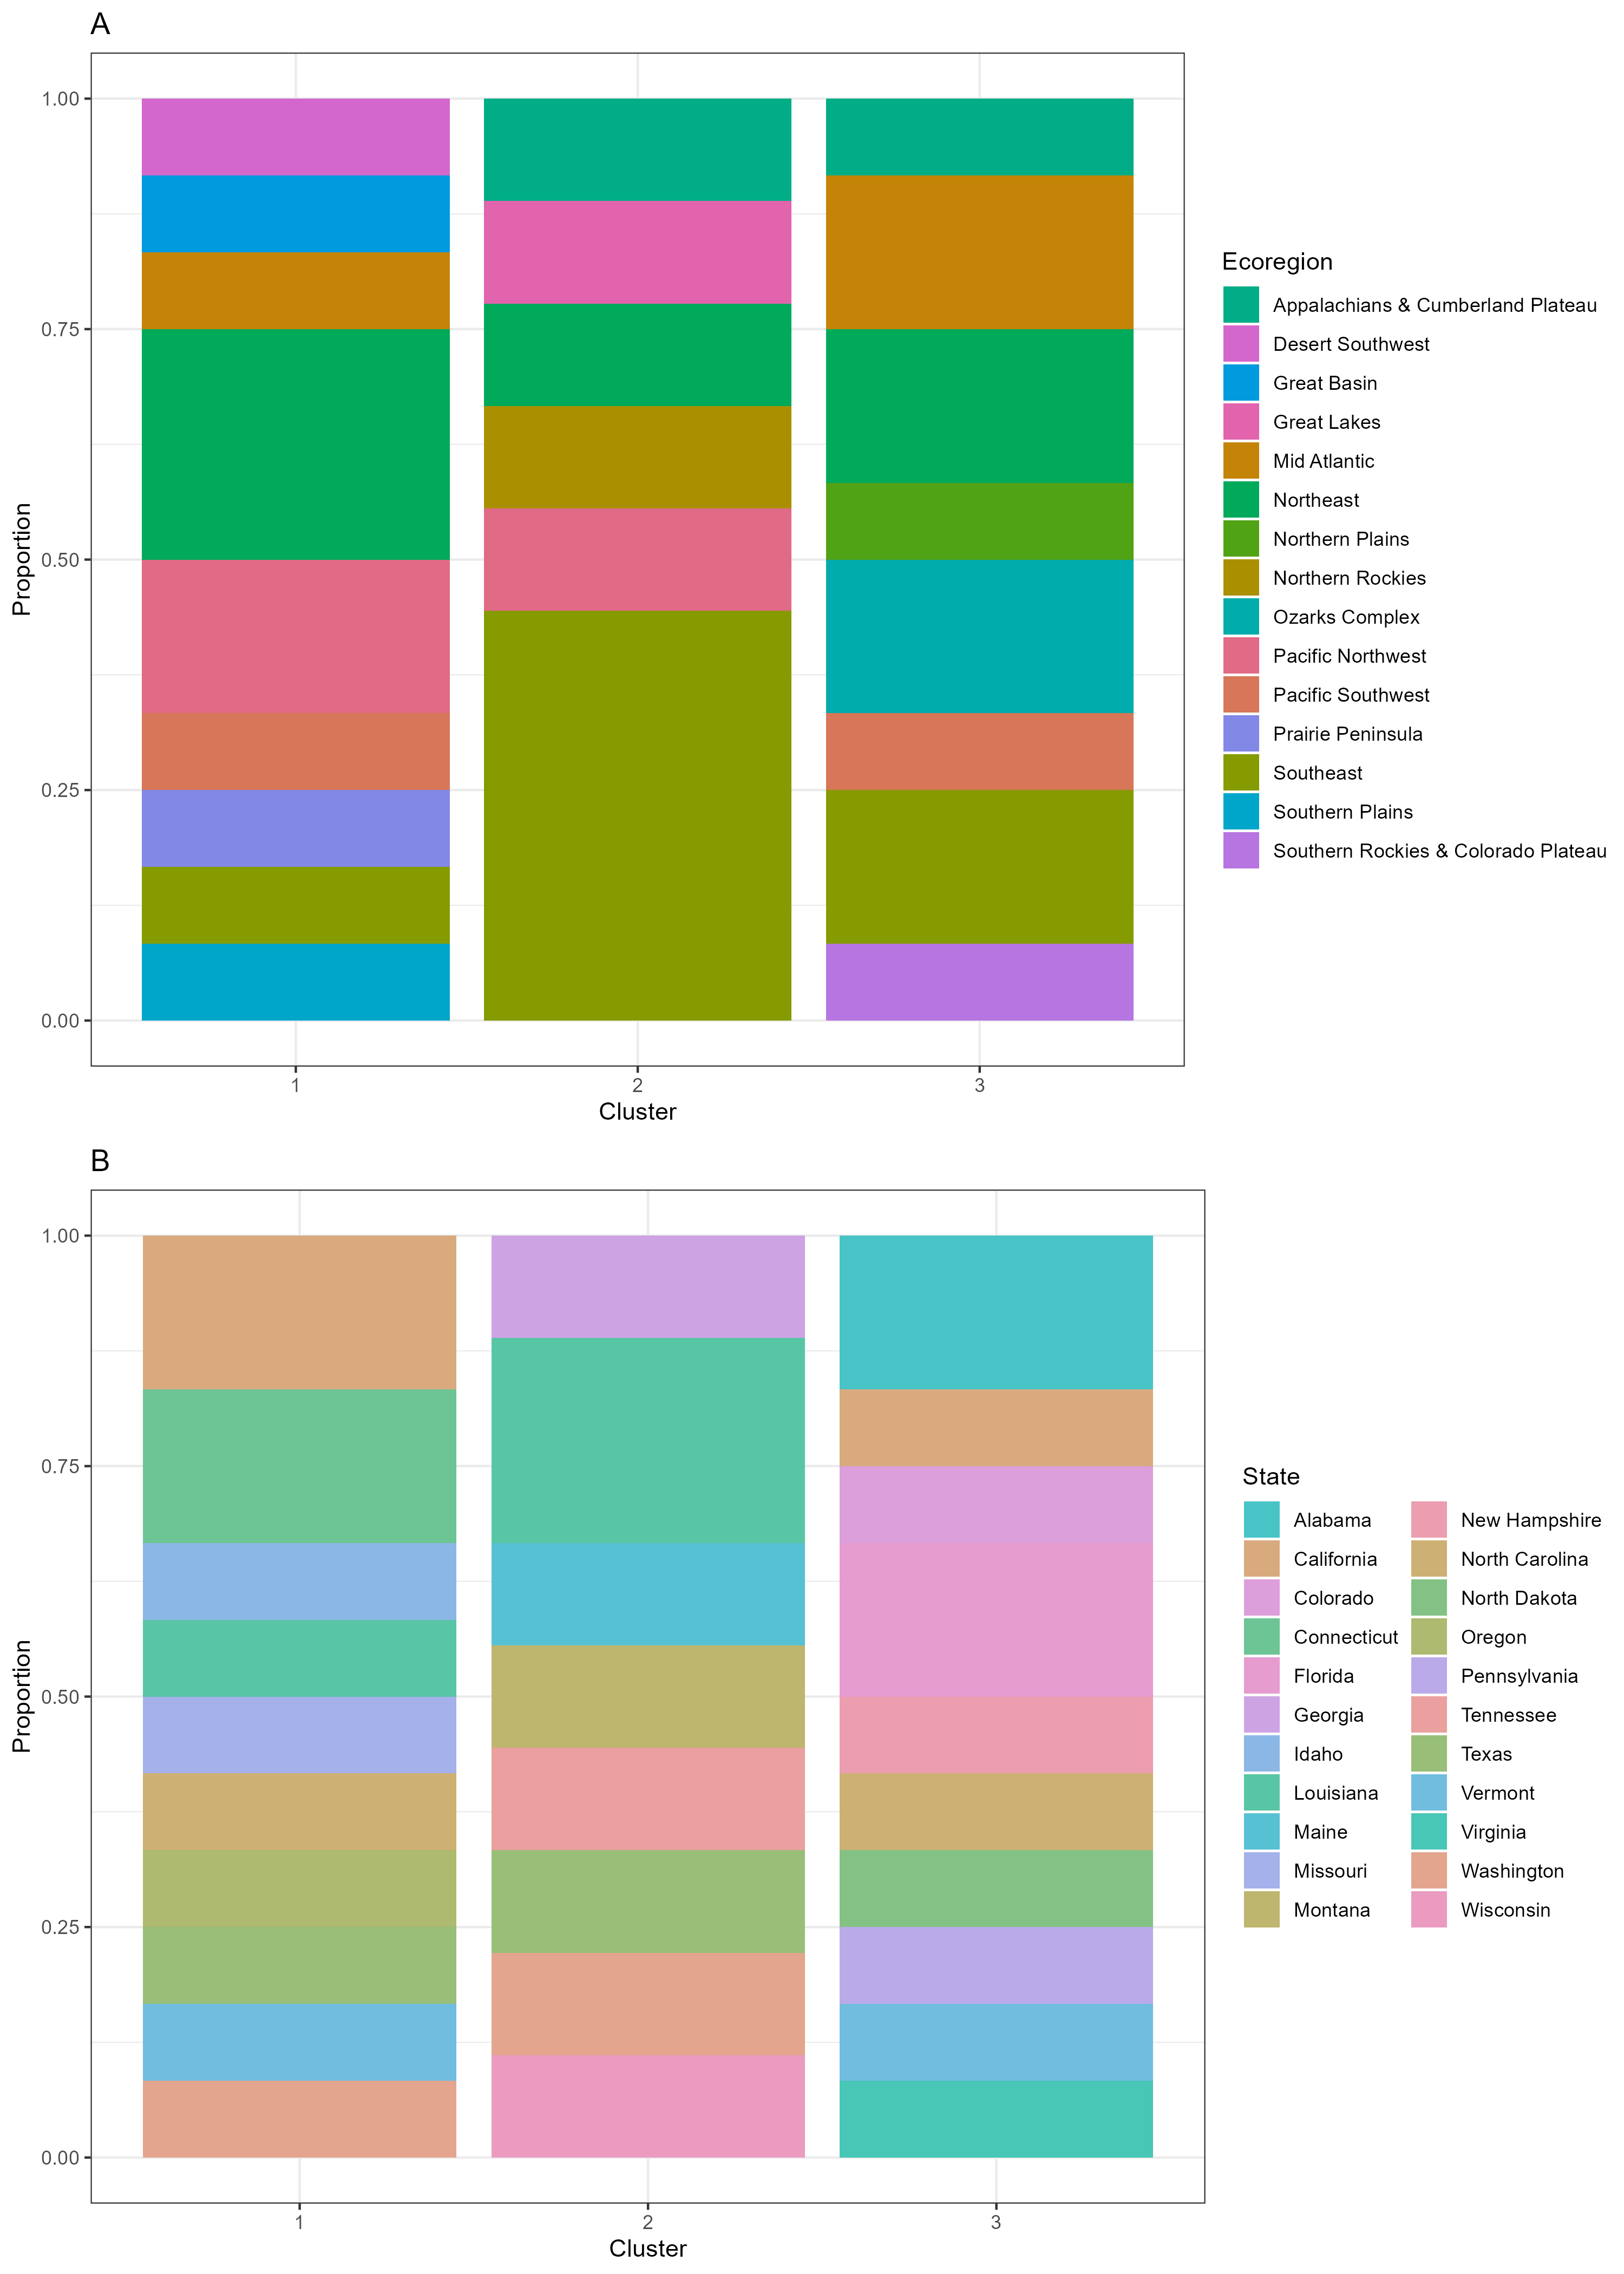 A
1.00
0.75
0.50
0.25
0.00
Proportion
1
2
3
Cluster
Ecoregion
Appalachians & Cumberland Plateau
Desert Southwest
Great Basin
Great Lakes
Mid Atlantic
Northeast
Northern Plains
Northern Rockies
Ozarks Complex
Pacific Northwest
Pacific Southwest
Prairie Peninsula
Southeast
Southern Plains
Southern Rockies & Colorado Plateau
B
1.00
0.75
0.50
0.25
0.00
Proportion
1
2
3
Cluster
State
Alabama
California
Colorado
Connecticut
Florida
Georgia
Idaho
Louisiana
Maine
Missouri
Montana
New Hampshire
North Carolina
North Dakota
Oregon
Pennsylvania
Tennessee
Texas
Vermont
Virginia
Washington
Wisconsin